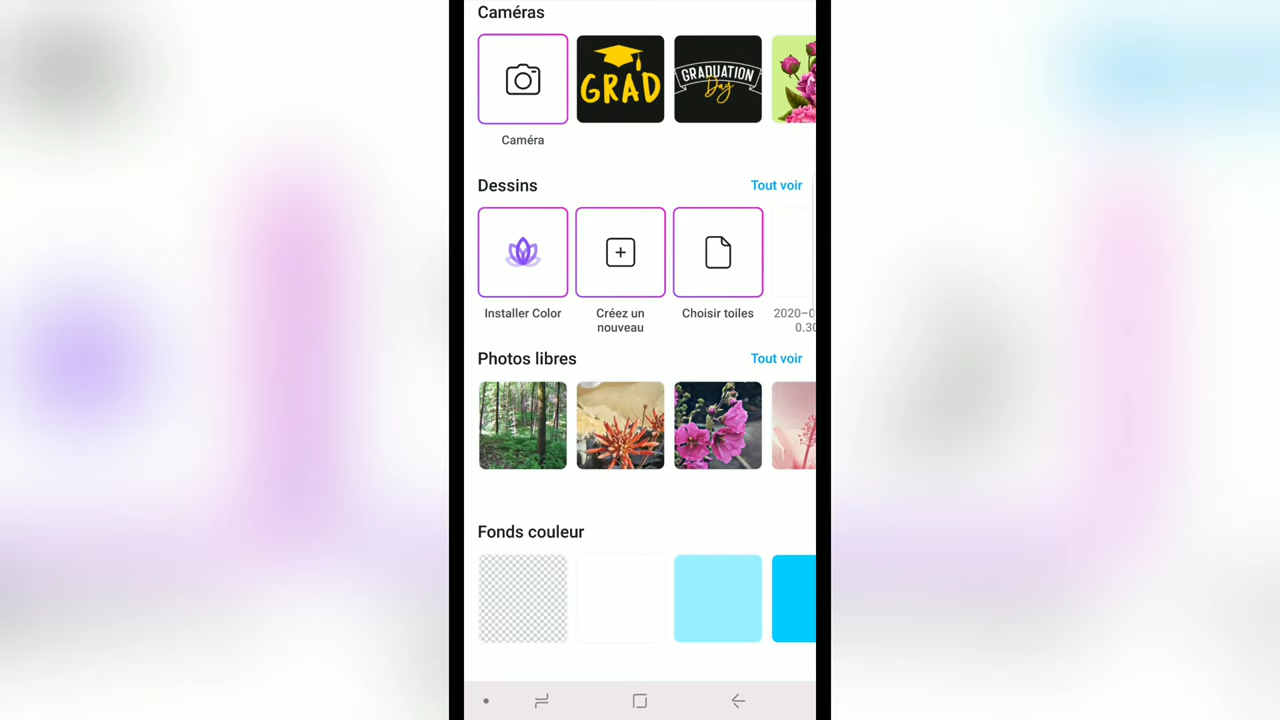 Caméras
GRAD
GRADUATION
Day
Caméra
Dessins
Tout voir
Installer Color
Créez un
nouveau
Choisir toiles
2020-0
0.30
Photos libres
Tout voir
Fonds couleur